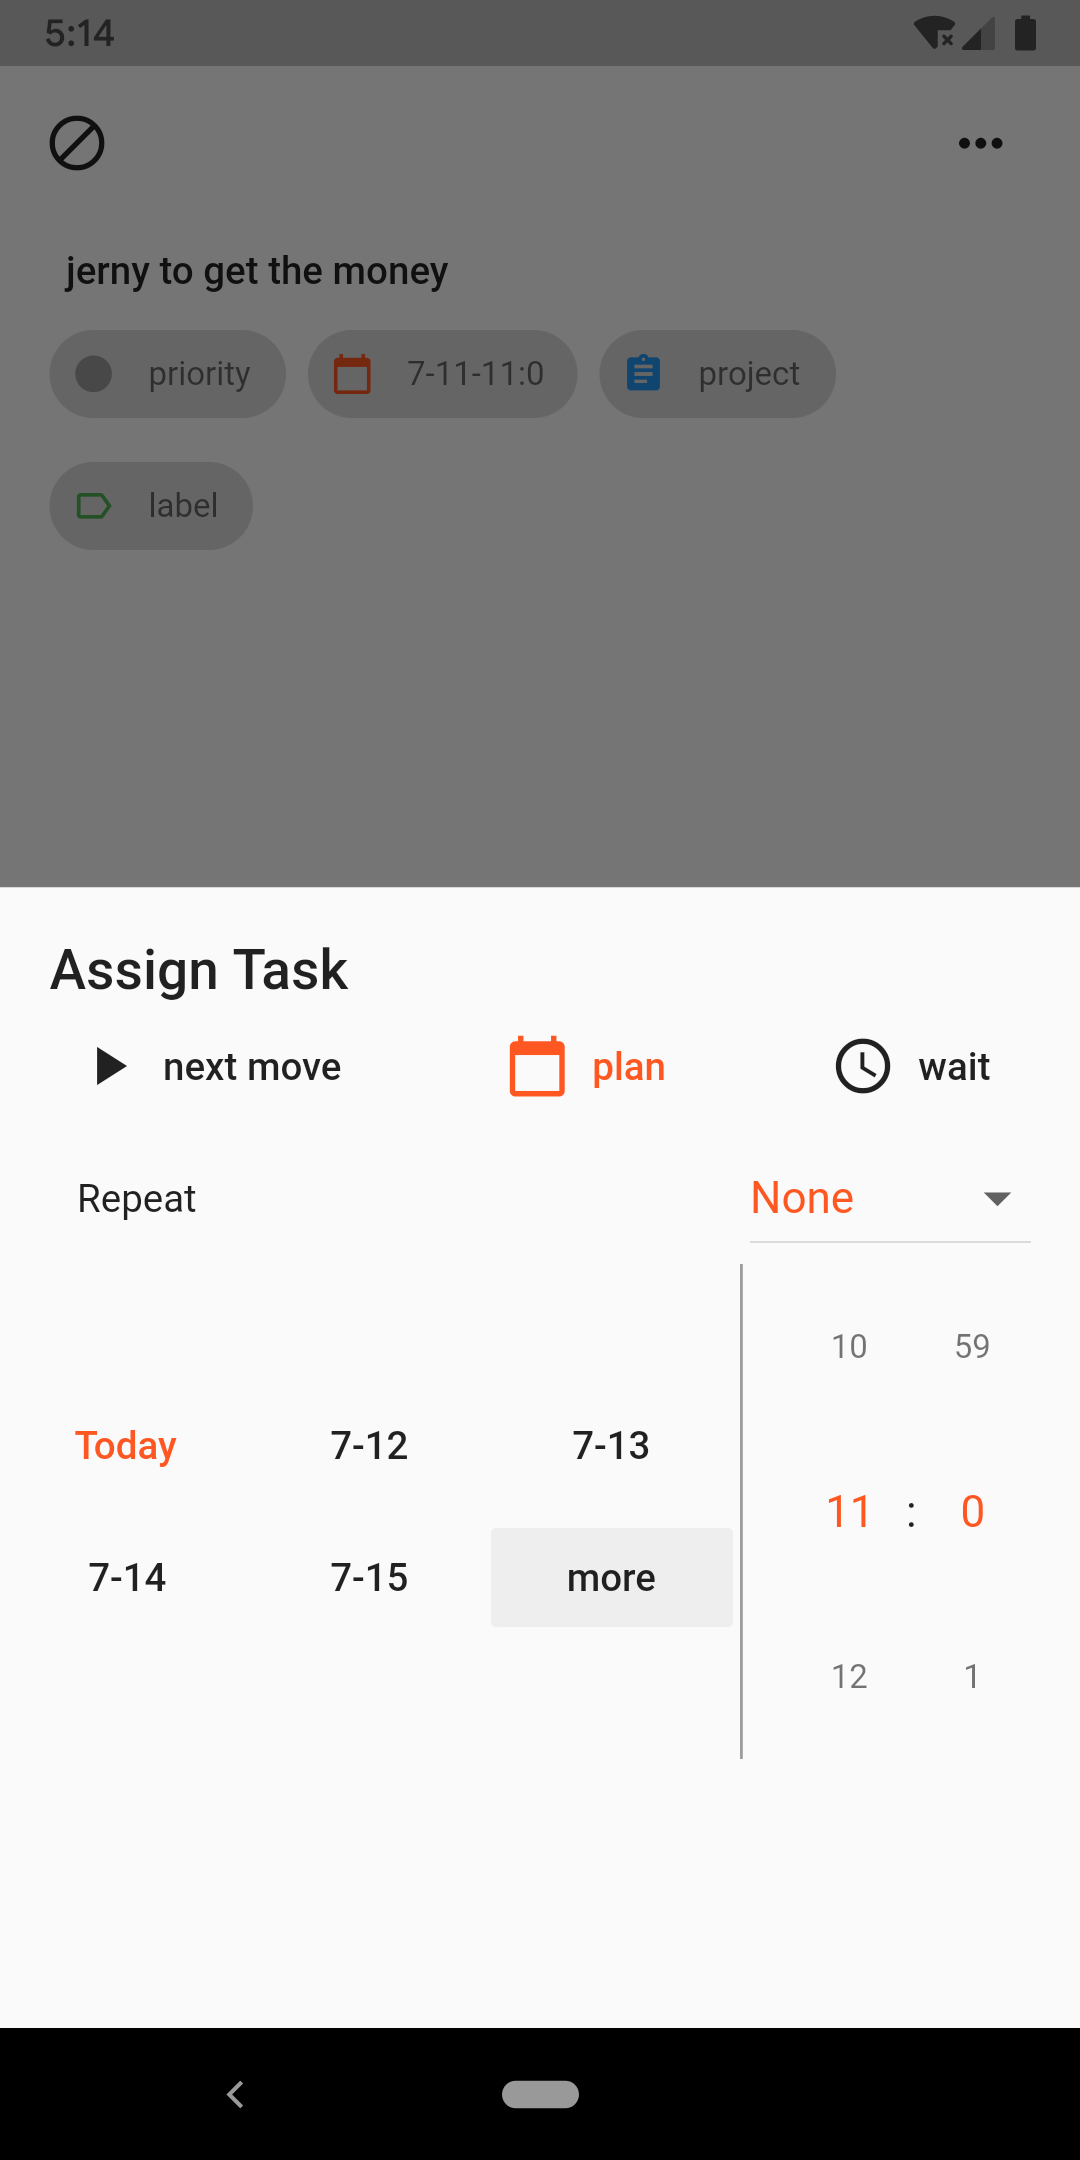 5:14
jerny to get the money
priority 7-11-11:0 project
label
Assign Task
next move plan wait
Repeat None
10 59
Today 7-12 7-13
11 : 0
7-14 7-15 more
12 1